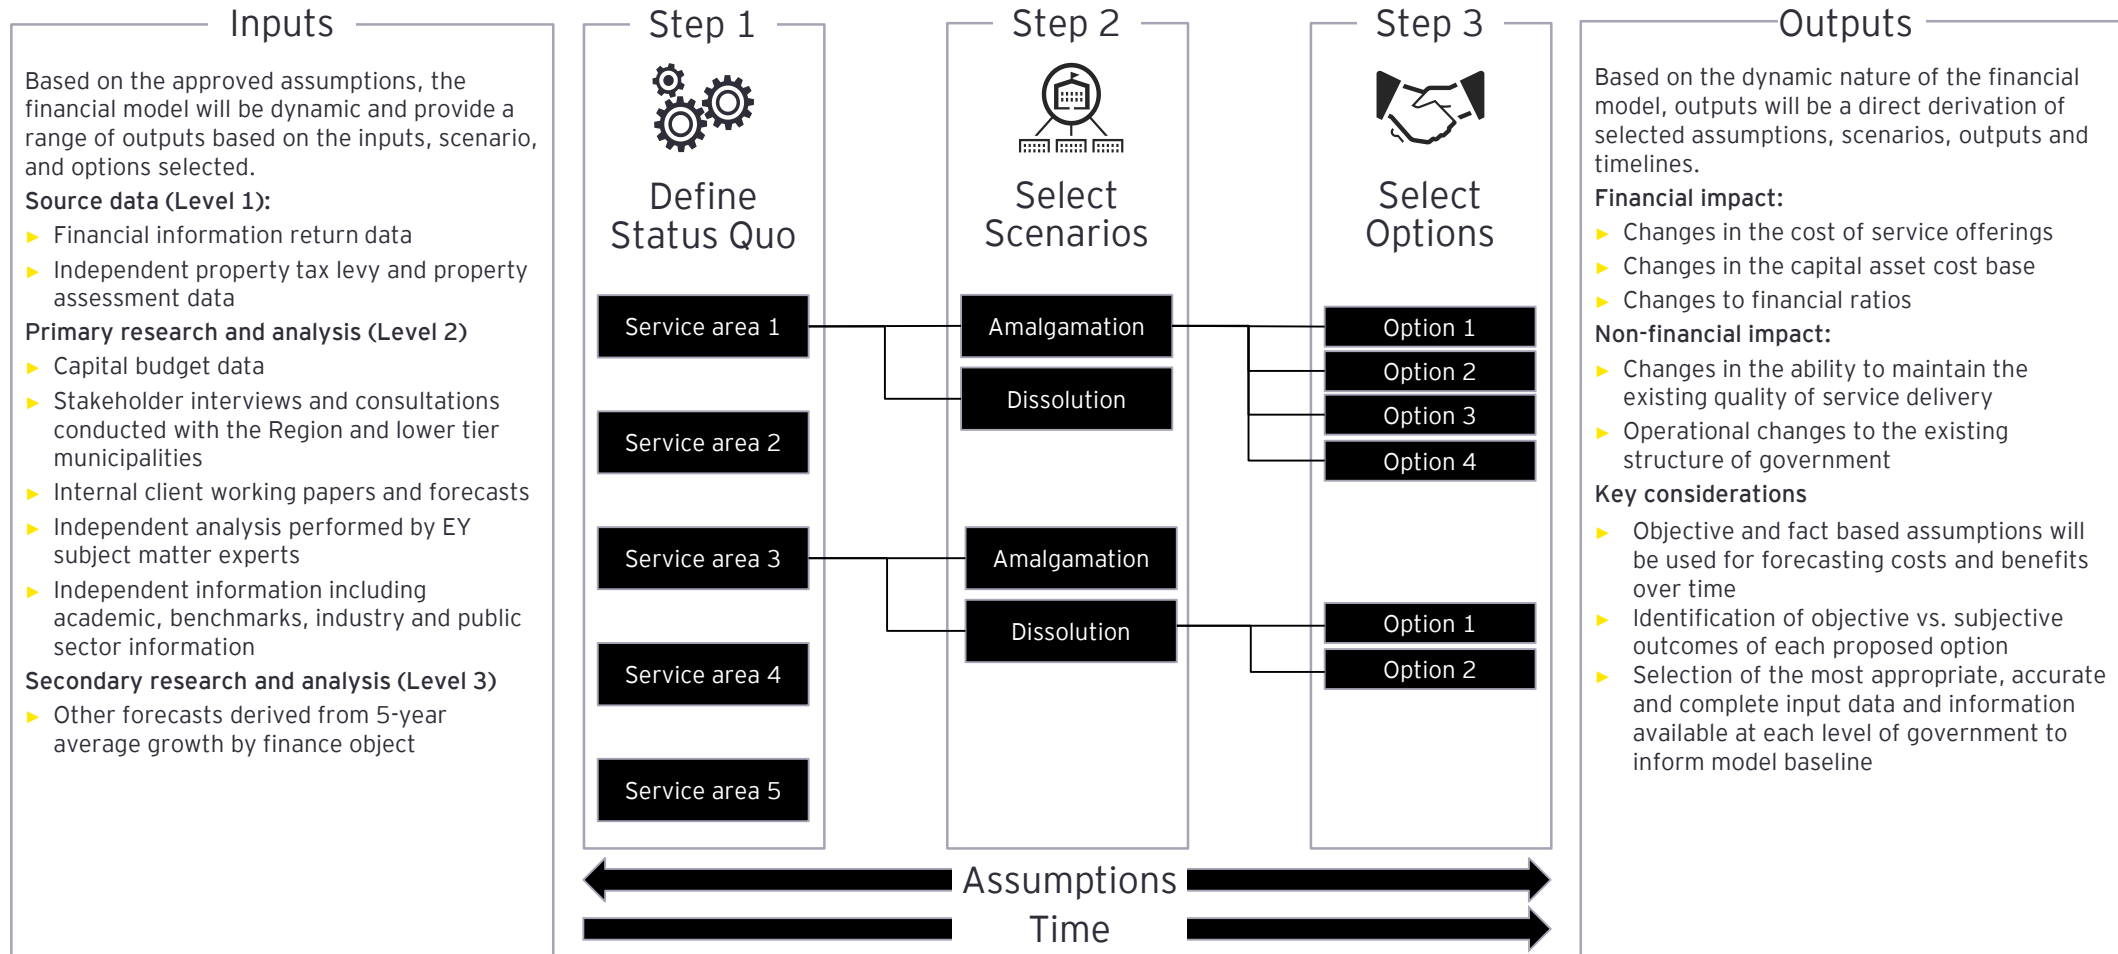 Inputs
Based on the approved assumptions, the
financial model will be dynamic and provide a
range of outputs based on the inputs, scenario,
and options selected.
Source data (Level 1):
► Financial information return data
► Independent property tax levy and property
assessment data
Primary research and analysis (Level 2)
► Capital budget data
► Stakeholder interviews and consultations
conducted with the Region and lower tier
municipalities
► Internal client working papers and forecasts
► Independent analysis performed by EY
subject matter experts
► Independent information including
academic, benchmarks, industry and public
sector information
Secondary research and analysis (Level 3)
► Other forecasts derived from 5-year
average growth by finance object
Step 1
Define
Status Quo
Service area 1
Service area 2
Service area 3
Service area 4
Service area 5
Step 2
Select
Scenarios
Amalgamation
Dissolution
Amalgamation
Dissolution
Step 3
Select
Options
Option 1
Option 2
Option 3
Option 4
Option 1
Option 2
Assumptions
Time
Outputs
Based on the dynamic nature of the financial
model, outputs will be a direct derivation of
selected assumptions, scenarios, outputs and
timelines.
Financial impact:
► Changes in the cost of service offerings
► Changes in the capital asset cost base
► Changes to financial ratios
Non-financial impact:
► Changes in the ability to maintain the
existing quality of service delivery
► Operational changes to the existing
structure of government
Key considerations
► Objective and fact based assumptions will
be used for forecasting costs and benefits
over time
► Identification of objective vs. subjective
outcomes of each proposed option
► Selection of the most appropriate, accurate
and complete input data and information
available at each level of government to
inform model baseline